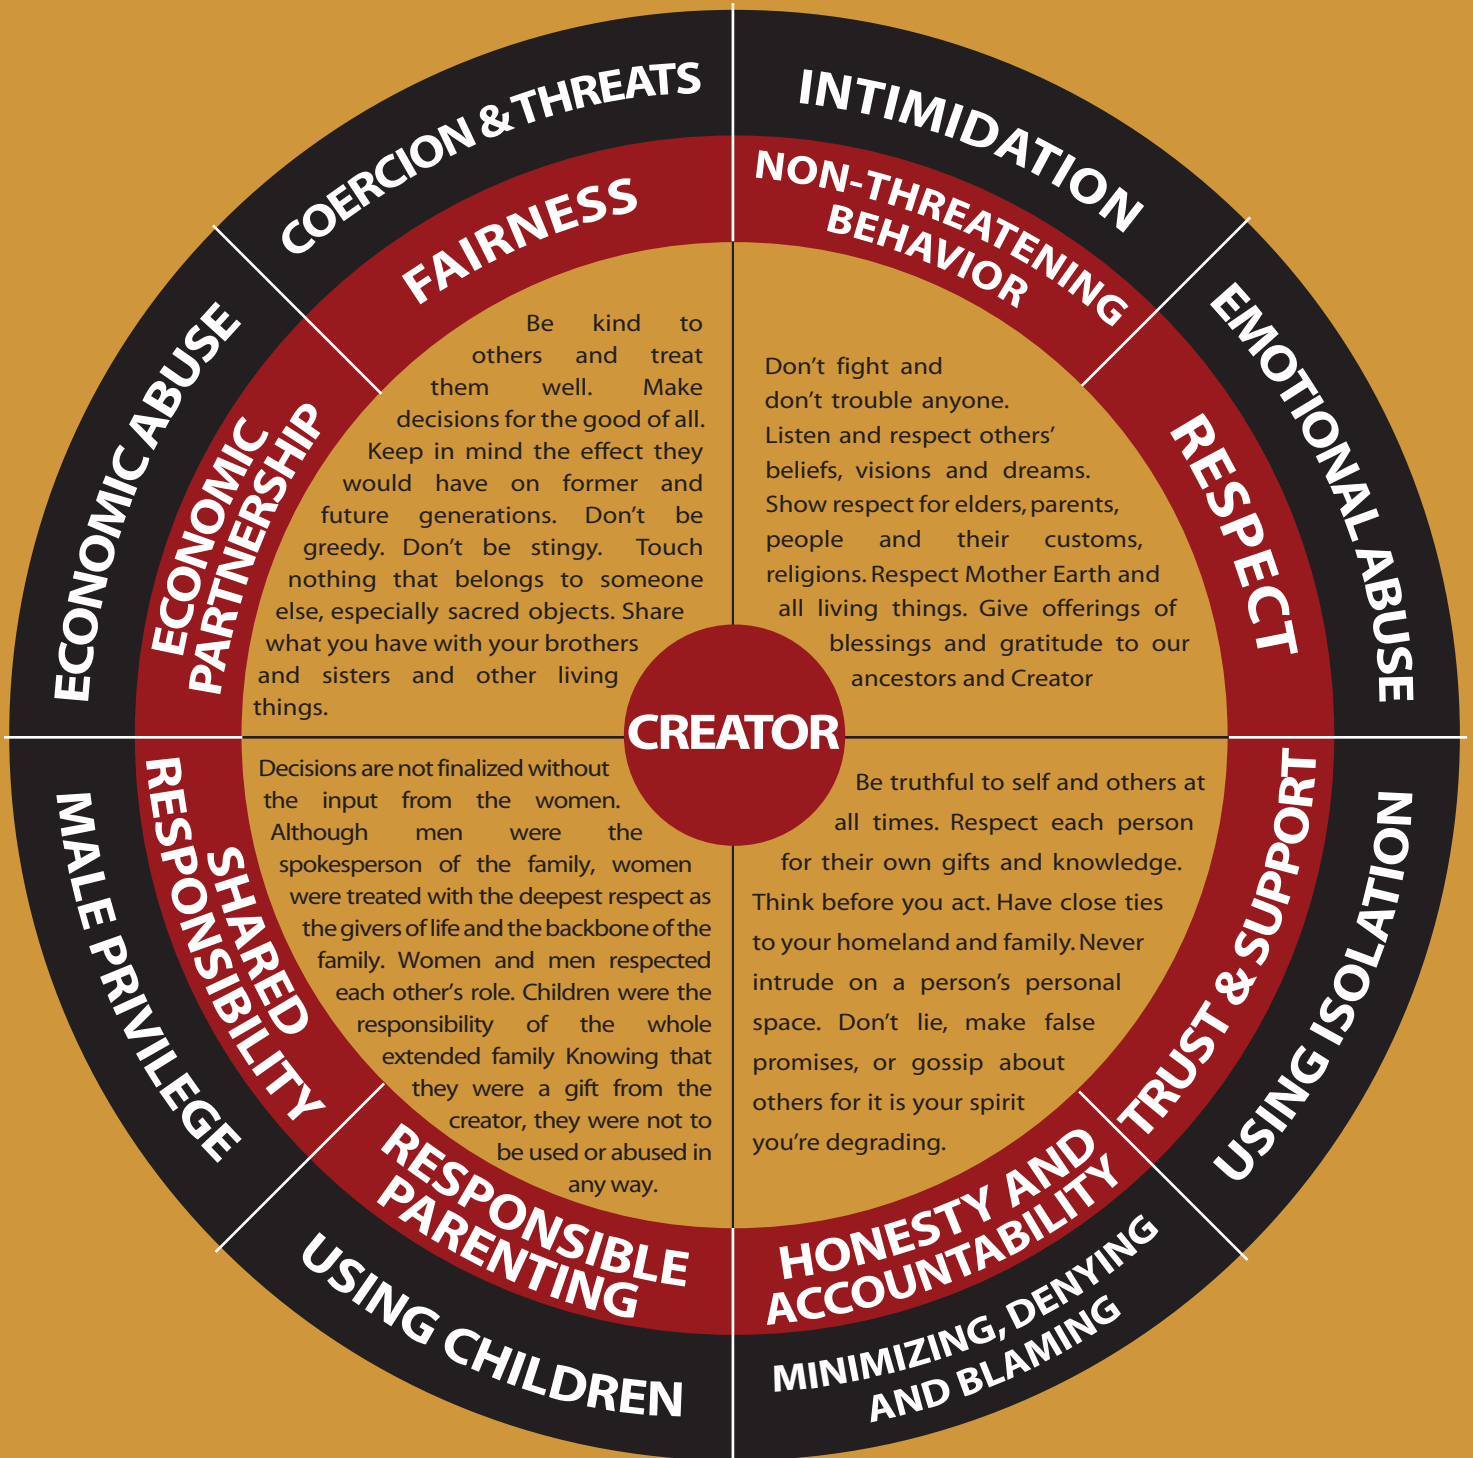 COERCION & THREATS
INTIMIDATION
EMOTIONAL ABUSE
USING ISOLATION
MINIMIZING, DENYING
AND BLAMING
USING CHILDREN
MALE PRIVILEGE
ECONOMIC ABUSE
FAIRNESS
NON-THREATENING
BEHAVIOR
RESPECT
TRUST & SUPPORT
HONESTY AND
ACCOUNTABILITY
RESPONSIBLE
PARENTING
SHARED
RESPONSIBILITY
ECONOMIC
PARTNERSHIP
Be kind to
others and treat
them well. Make
decisions for the good of all.
Keep in mind the effect they
would have on former and
future generations. Don't be
greedy. Don't be stingy. Touch
nothing that belongs to someone
else, especially sacred objects. Share
what you have with your brothers
and sisters and other living
things.
Don't fight and
don't trouble anyone.
Listen and respect others'
beliefs, visions and dreams.
Show respect for elders, parents,
people and their customs,
religions. Respect Mother Earth and
all living things. Give offerings of
blessings and gratitude to our
ancestors and Creator
CREATOR
Decisions are not finalized without
the input from the women.
Although men were the
spokesperson of the family, women
were treated with the deepest respect as
the givers of life and the backbone of the
family. Women and men respected
each other's role. Children were the
responsibility of the whole
extended family Knowing that
they were a gift from the
creator, they were not to
be used or abused in
any way.
Be truthful to self and others at
all times. Respect each person
for their own gifts and knowledge.
Think before you act. Have close ties
to your homeland and family. Never
intrude on a person's personal
space. Don't lie, make false
promises, or gossip about
others for it is your spirit
you're degrading.